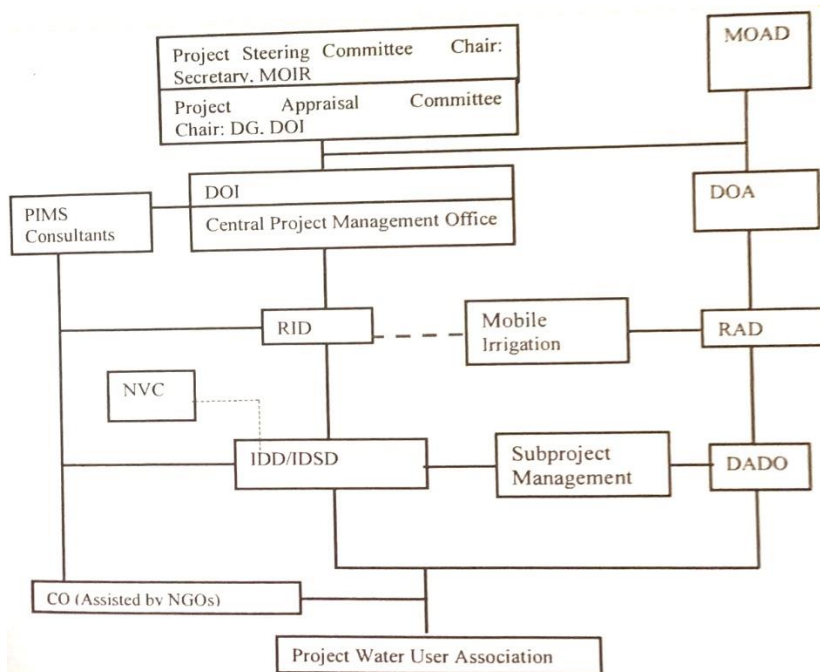 Project Steering Committee Chair:
Secretary, MOIR
Project Appraisal Committee
Chair: DG, DOI
MOAD
PIMS
Consultants
DOI
Central Project Management Office
DOA
RID
Mobile
Irrigation
RAD
NVC
IDD/IDSD
Subproject
Management
DADO
CO (Assisted by NGOs)
Project Water User Association